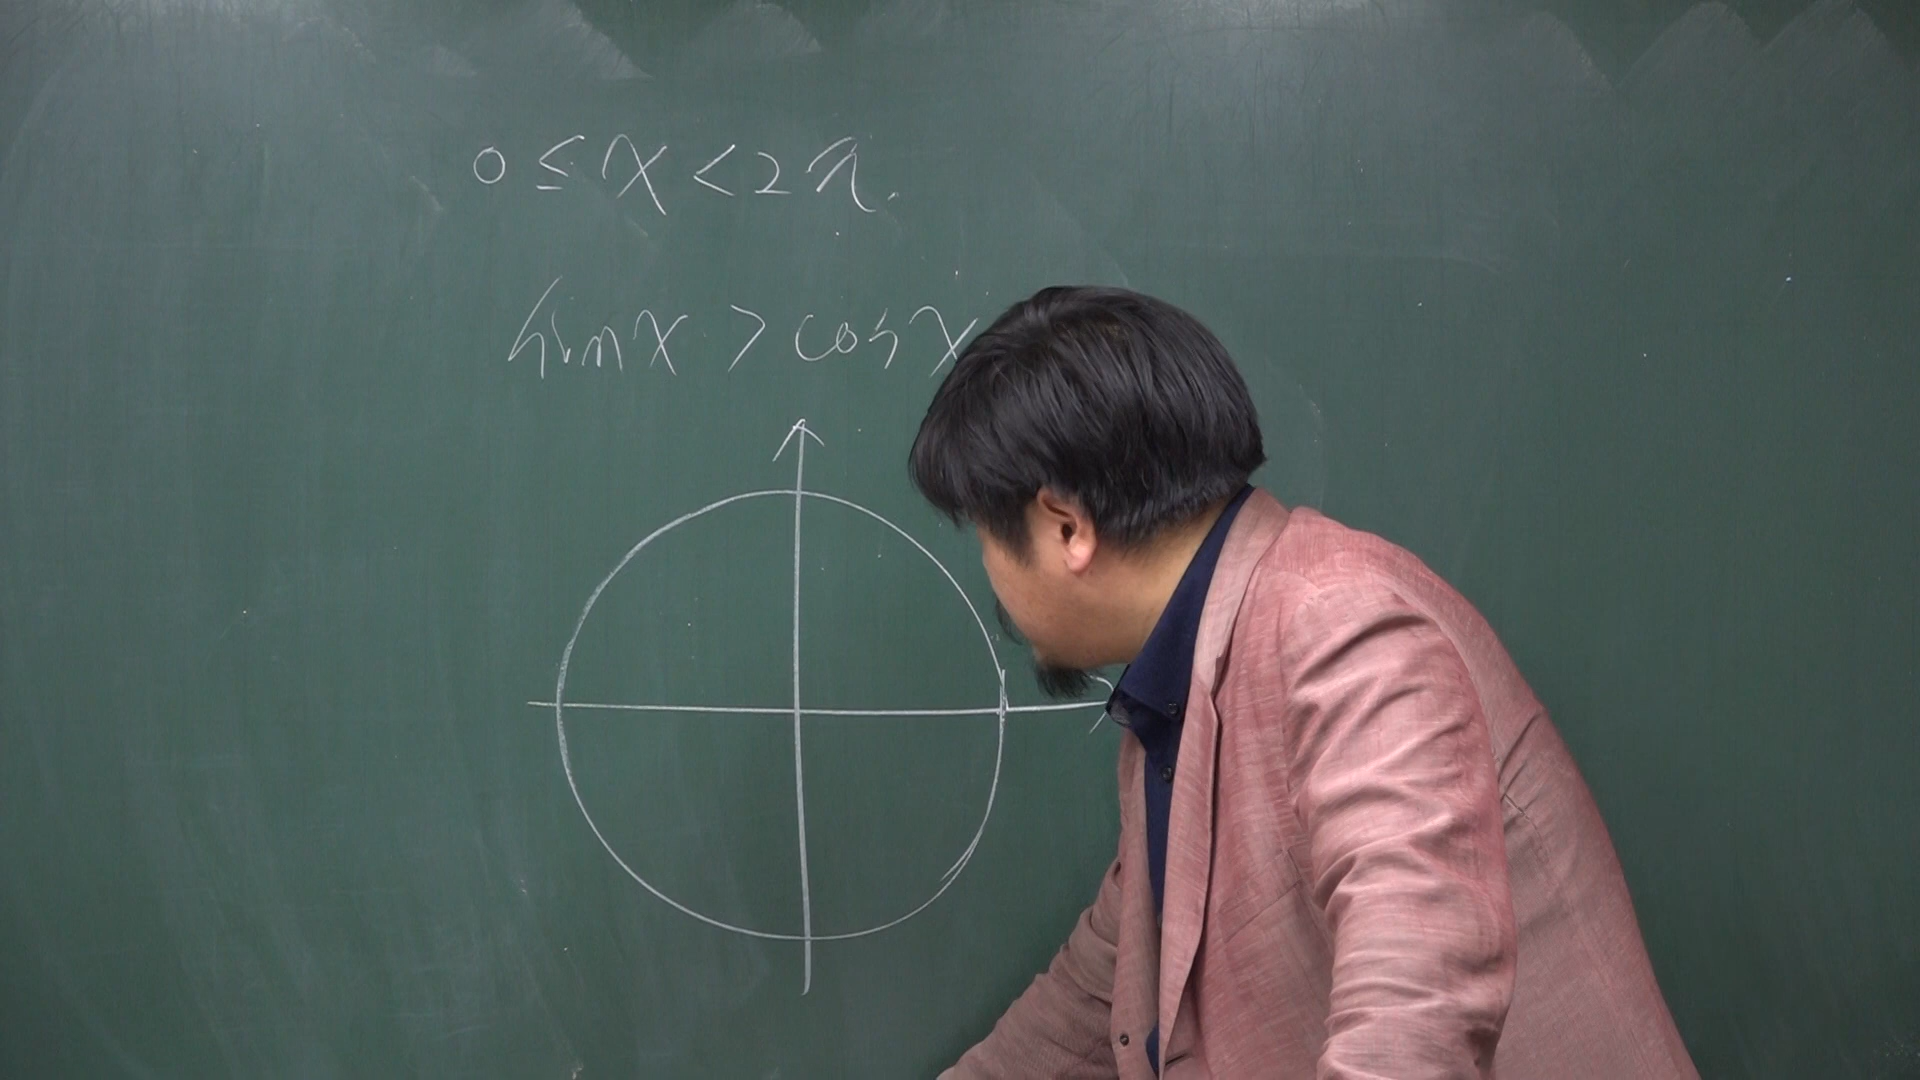 0 ≤ x < 2π.
sin x > cos x